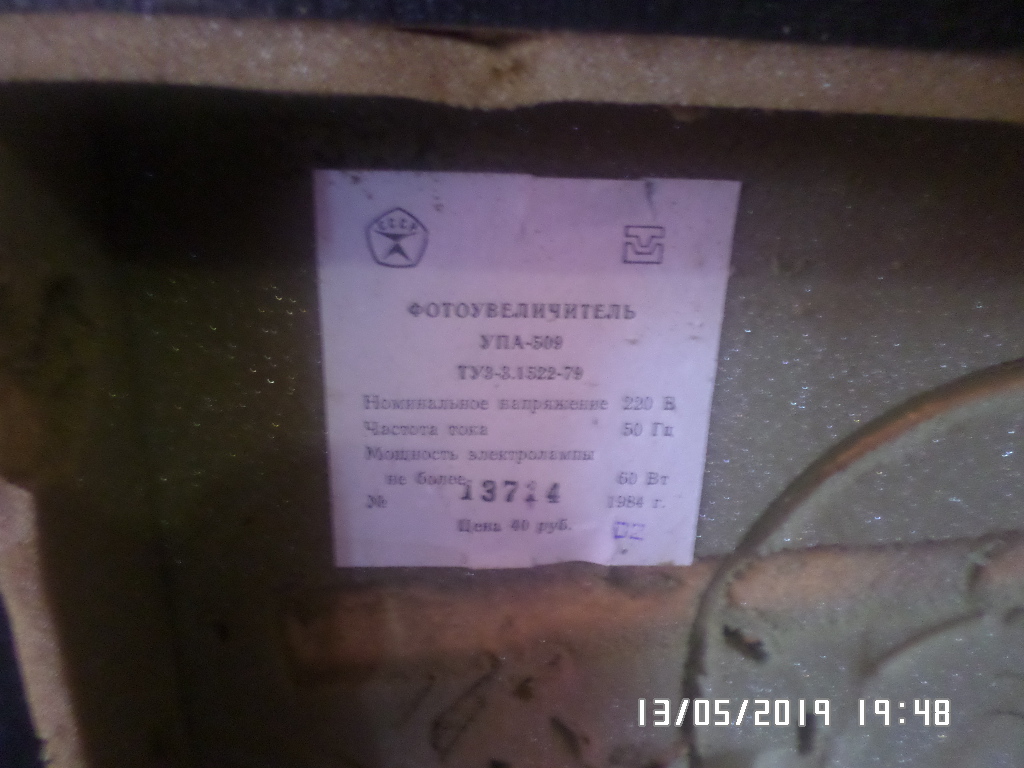 СССР
ФОТОУВЕЛИЧИТЕЛЬ
УПА-509
ТУ3-3.1522-79
Номинальное напряжение 220 В
Частота тока 50 Гц
Мощность электролампы
не более 60 Вт
№ 13714 1984 г.
Цена 40 руб.
13/05/2019 19:48